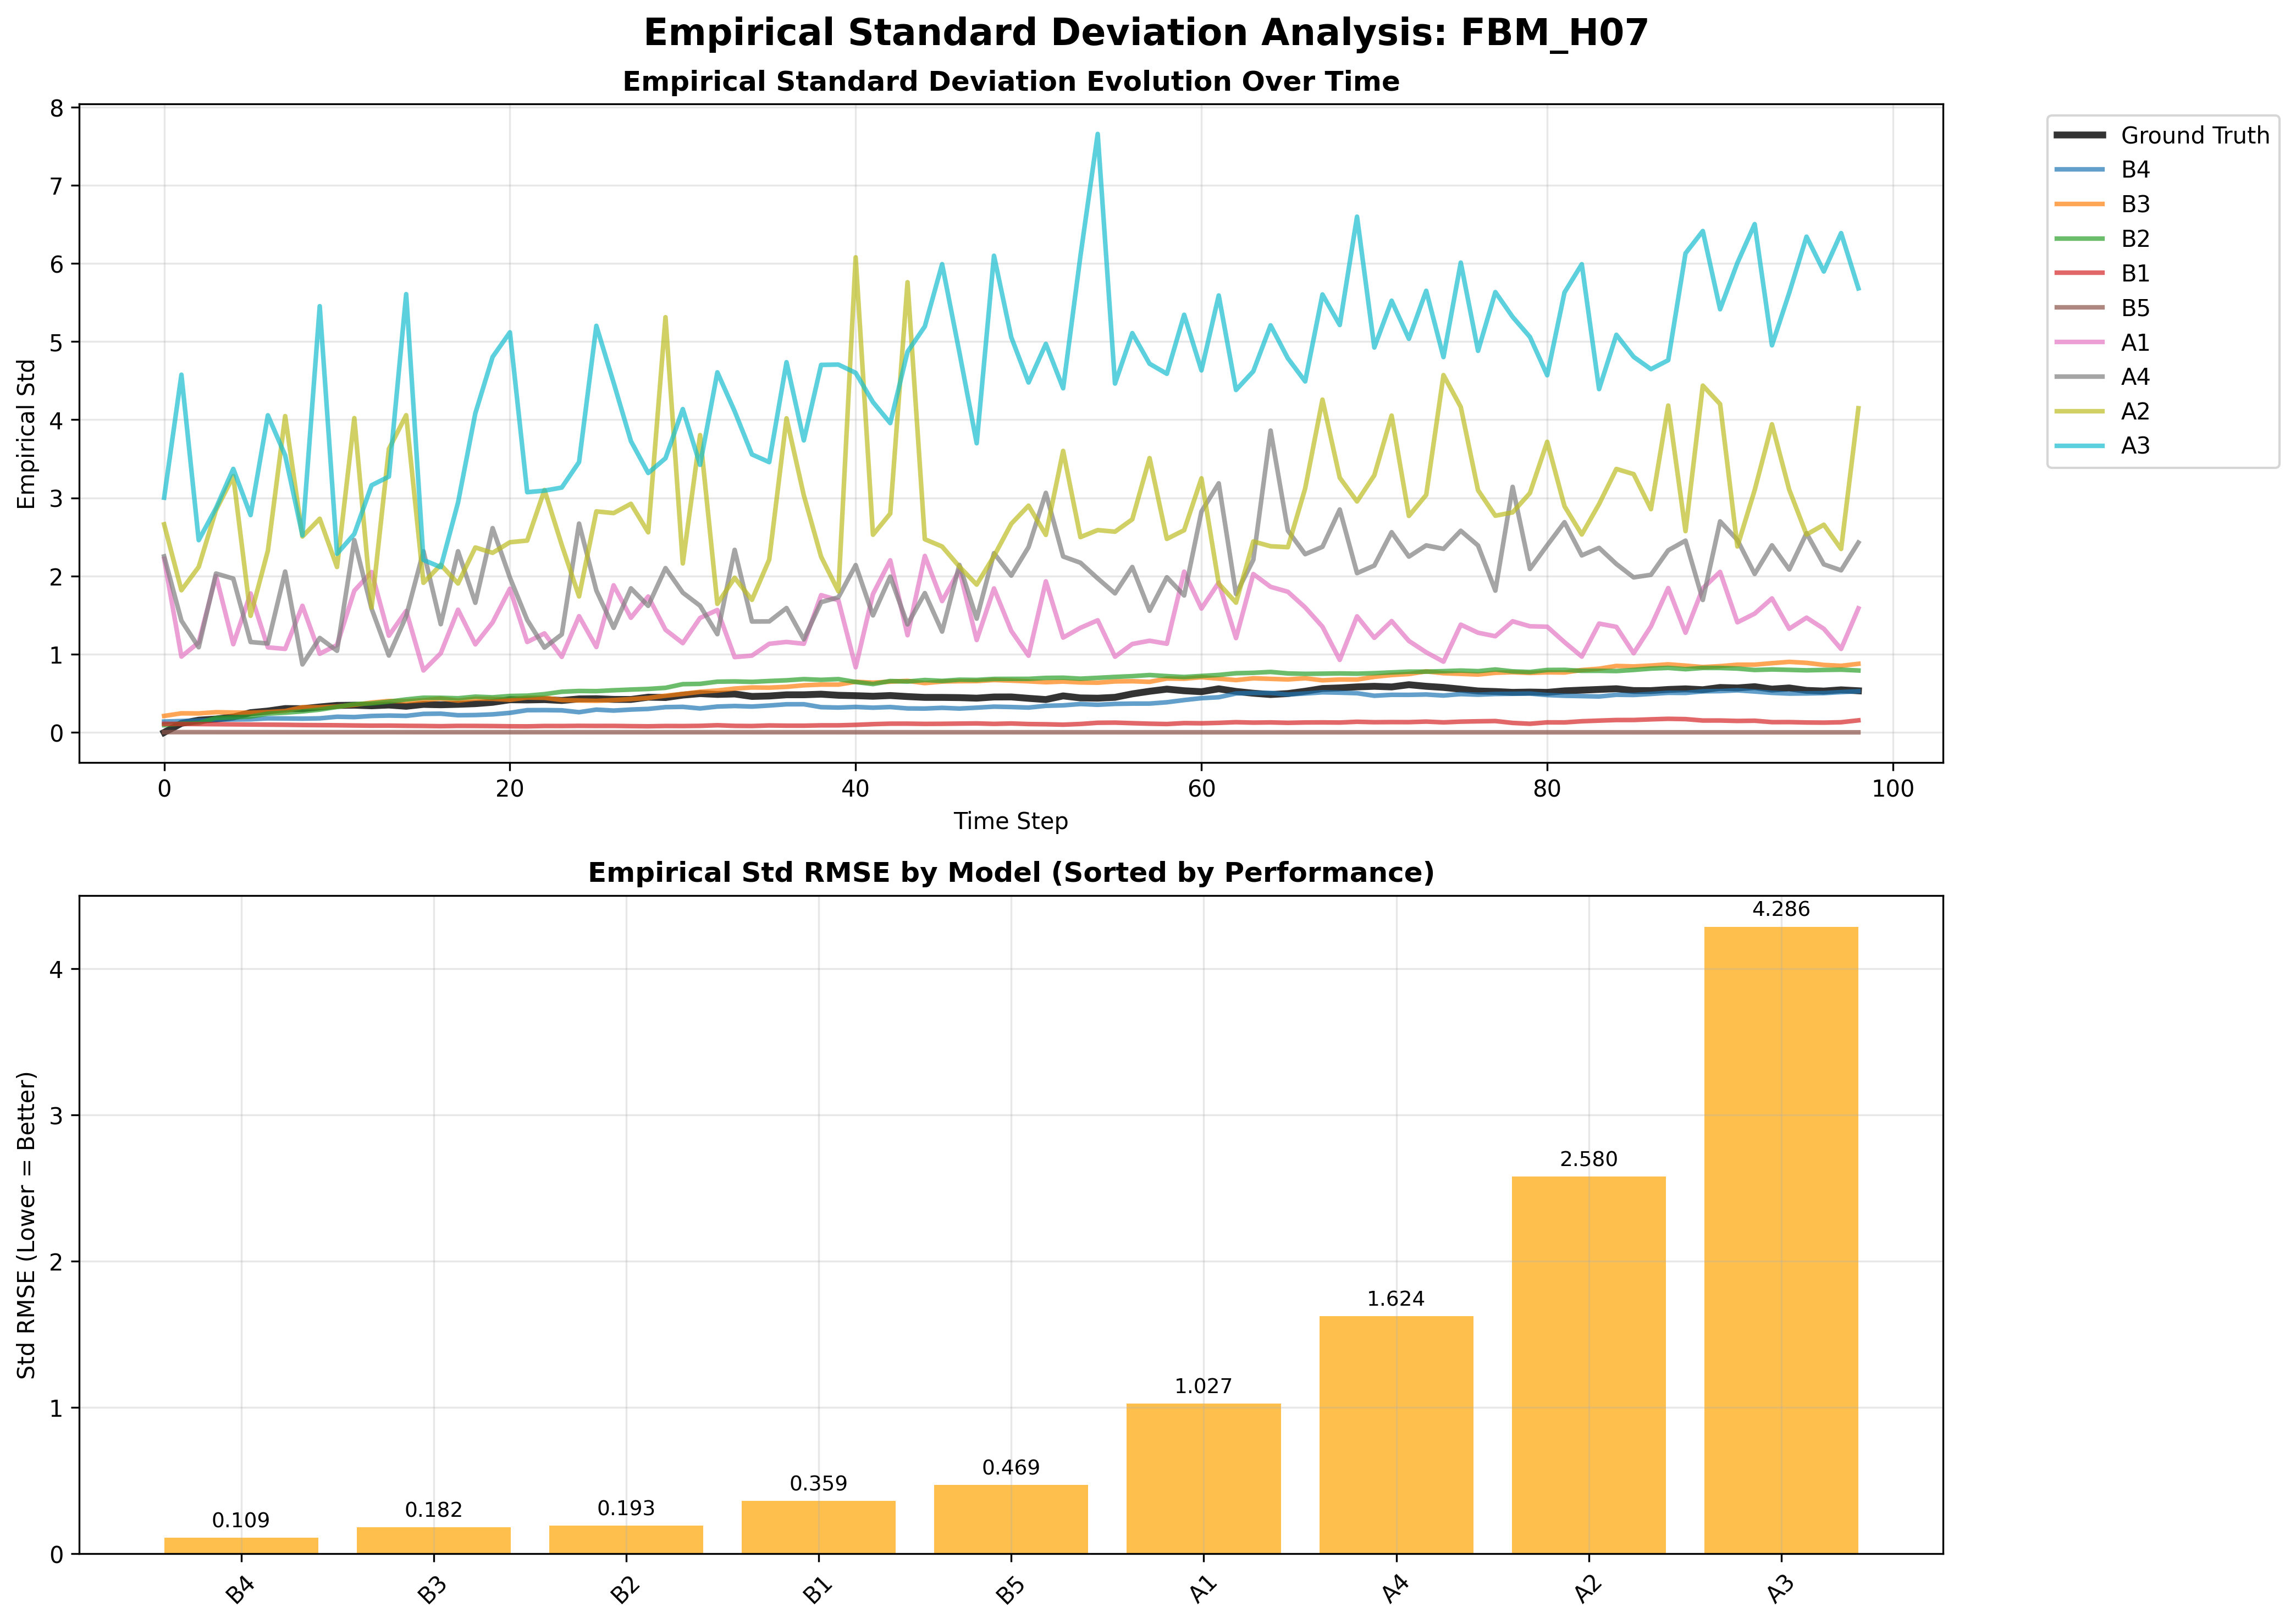 Empirical Standard Deviation Analysis: FBM_H07
Empirical Standard Deviation Evolution Over Time
Empirical Std
8
7
6
5
4
3
2
1
0
0
20
40
60
80
100
Time Step
Ground Truth
B4
B3
B2
B1
B5
A1
A4
A2
A3
Empirical Std RMSE by Model (Sorted by Performance)
Std RMSE (Lower = Better)
4
3
2
1
0
0.109
0.182
0.193
0.359
0.469
1.027
1.624
2.580
4.286
B4
B3
B2
B1
B5
A1
A4
A2
A3